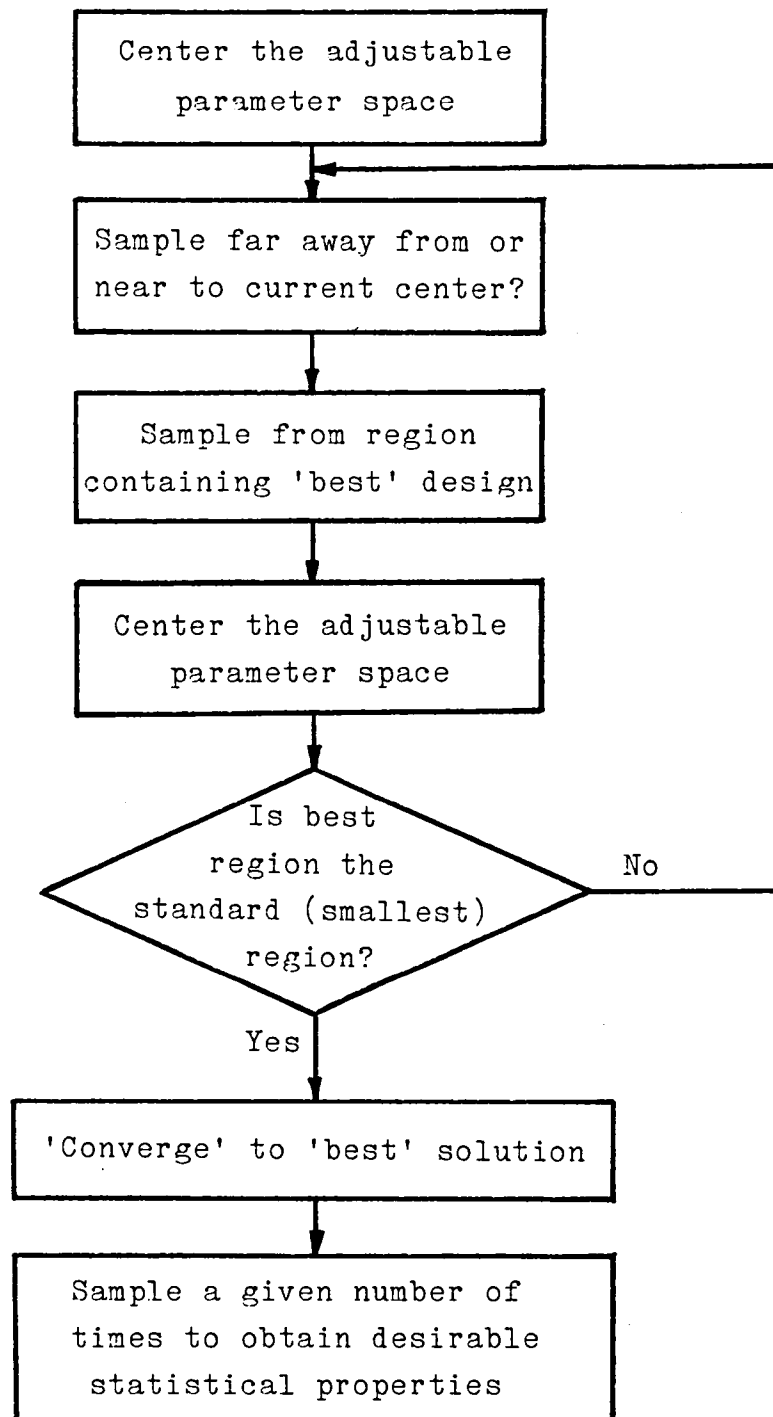 Center the adjustable
parameter space
Sample far away from or
near to current center?
Sample from region
containing 'best' design
Center the adjustable
parameter space
Is best
region the
standard (smallest)
region?
No
Yes
'Converge' to 'best' solution
Sample a given number of
times to obtain desirable
statistical properties